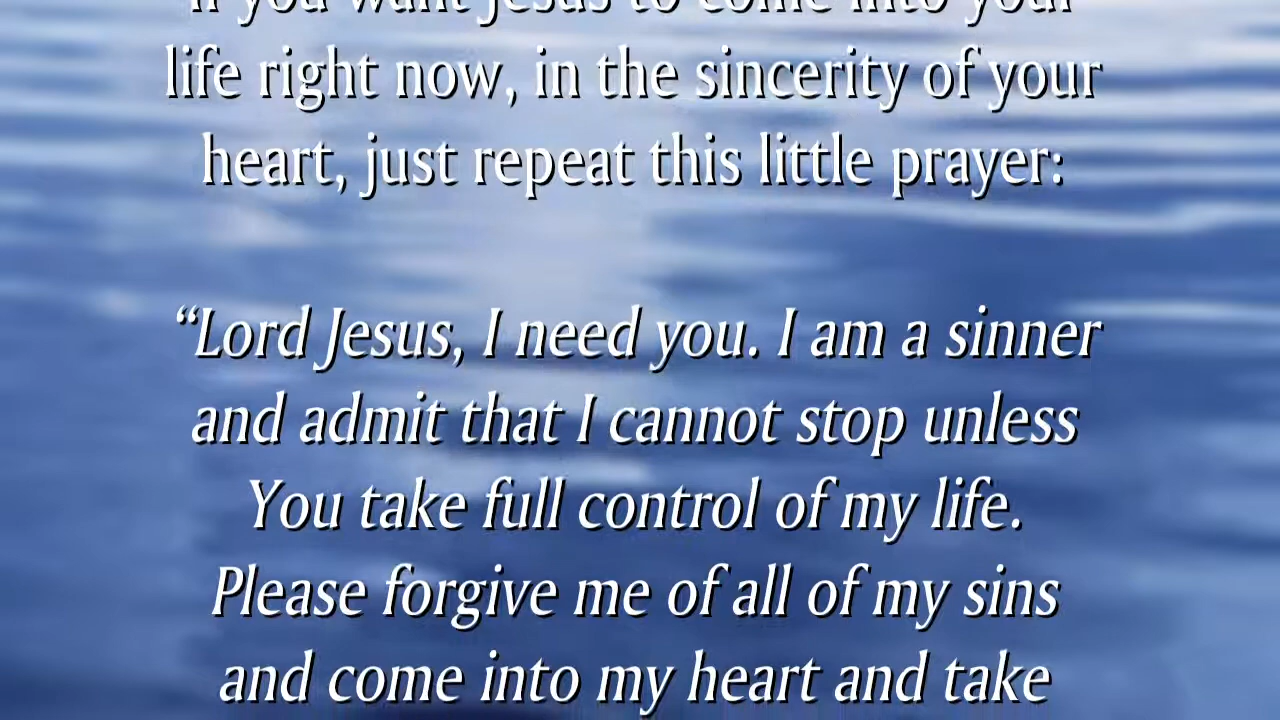 If you want Jesus to come into your
life right now, in the sincerity of your
heart, just repeat this little prayer:
“Lord Jesus, I need you. I am a sinner
and admit that I cannot stop unless
You take full control of my life.
Please forgive me of all of my sins
and come into my heart and take